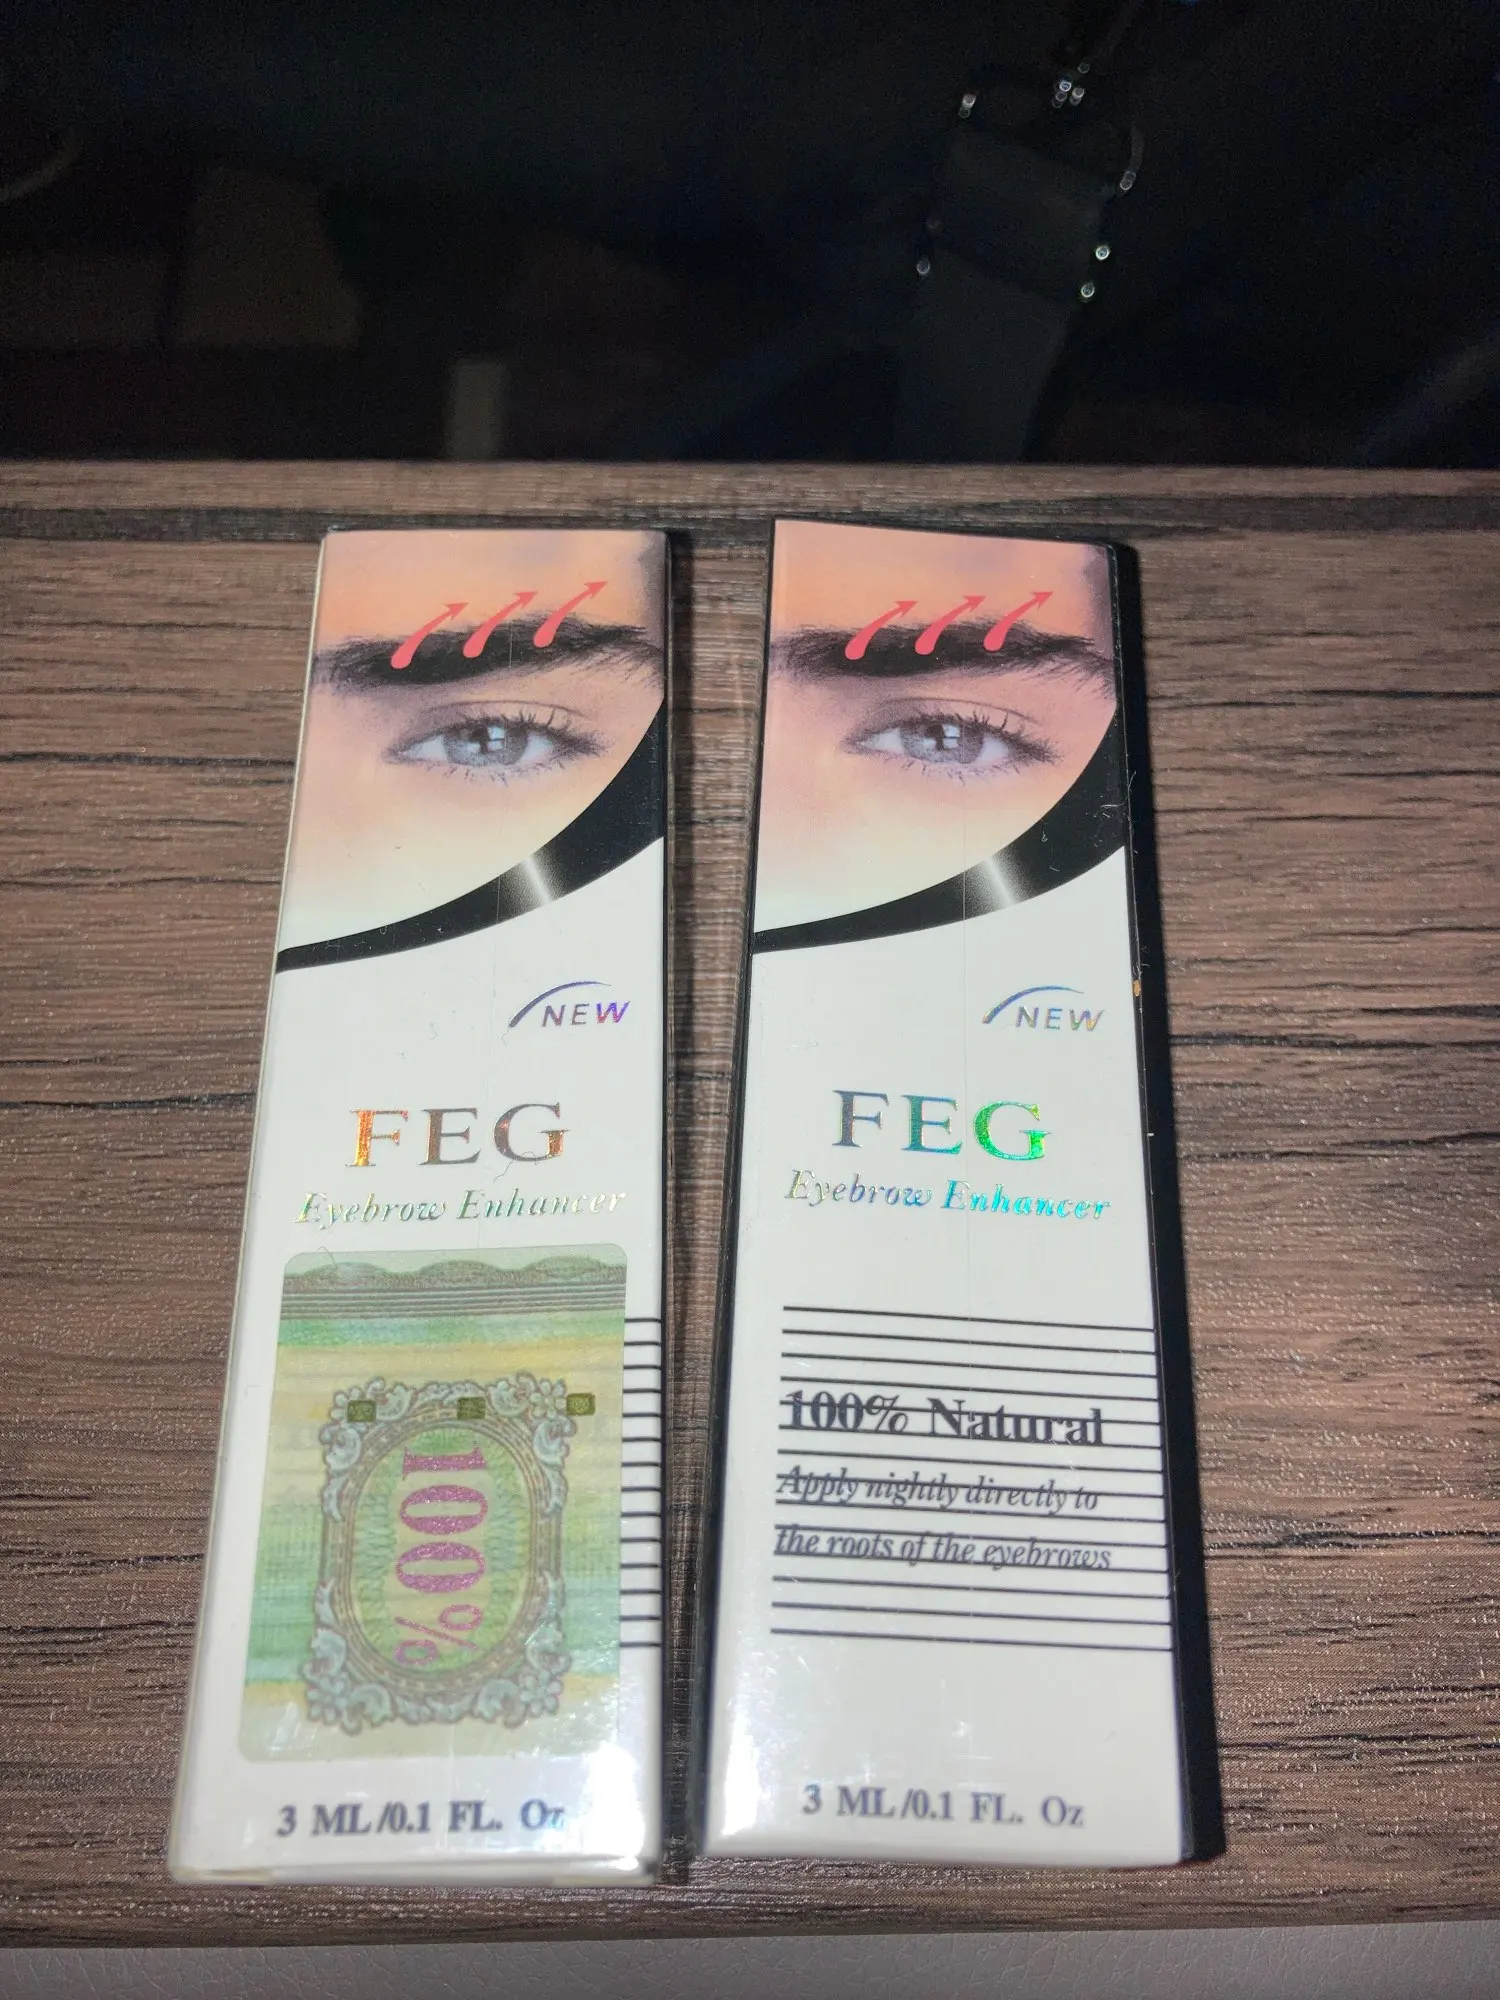 NEW
FEG
Eyebrow Enhancer
100%
3 ML/0.1 FL. Oz
NEW
FEG
Eyebrow Enhancer
100% Natural
Apply nightly directly to
the roots of the eyebrows
3 ML/0.1 FL. Oz